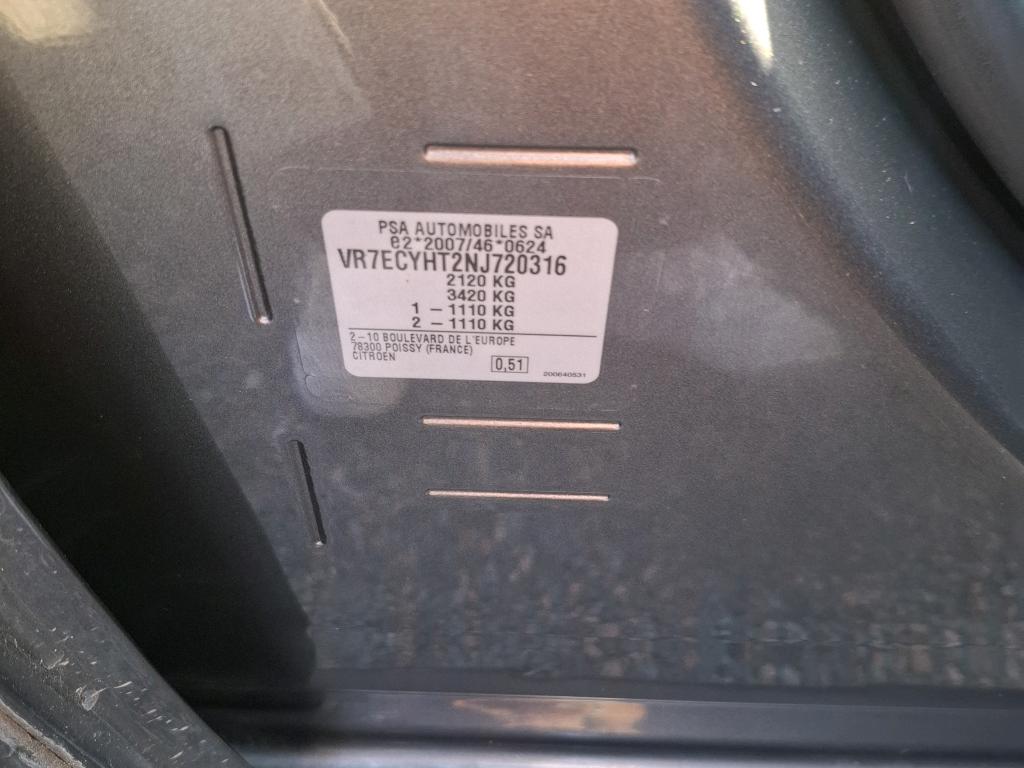 PSA AUTOMOBILES SA
e2*2007/46*0624
VR7ECYHT2NJ720316
2120 KG
3420 KG
1 – 1110 KG
2 – 1110 KG
2–10 BOULEVARD DE L'EUROPE
78300 POISSY (FRANCE)
CITROEN
0,51
200640531